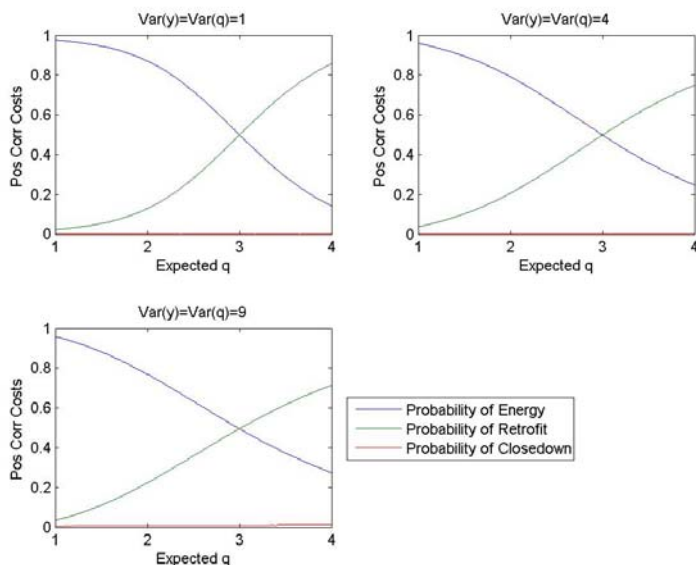 Var(y)=Var(q)=1
Pos Corr Costs
1
0.8
0.6
0.4
0.2
0
1 2 3 4
Expected q
Var(y)=Var(q)=4
Pos Corr Costs
1
0.8
0.6
0.4
0.2
0
1 2 3 4
Expected q
Var(y)=Var(q)=9
Pos Corr Costs
1
0.8
0.6
0.4
0.2
0
1 2 3 4
Expected q
Probability of Energy
Probability of Retrofit
Probability of Closedown